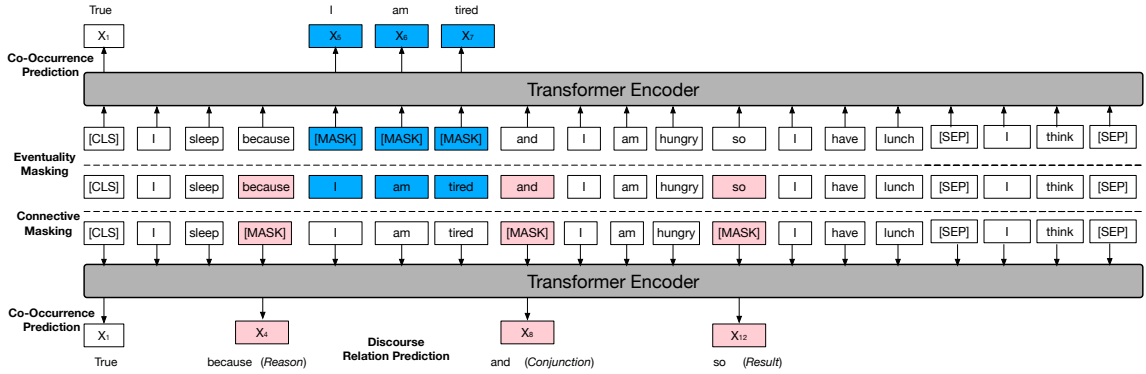 True I am tired
X1 X5 X6 X7
Co-Occurrence
Prediction
Transformer Encoder
[CLS] I sleep because [MASK] [MASK] [MASK] and I am hungry so I have lunch [SEP] I think [SEP]
Eventuality
Masking
[CLS] I sleep because I am tired and I am hungry so I have lunch [SEP] I think [SEP]
Connective
Masking
[CLS] I sleep [MASK] I am tired [MASK] I am hungry [MASK] I have lunch [SEP] I think [SEP]
Transformer Encoder
Co-Occurrence
Prediction
X1 X4 X8 X12
Discourse
Relation Prediction
True because (Reason) and (Conjunction) so (Result)